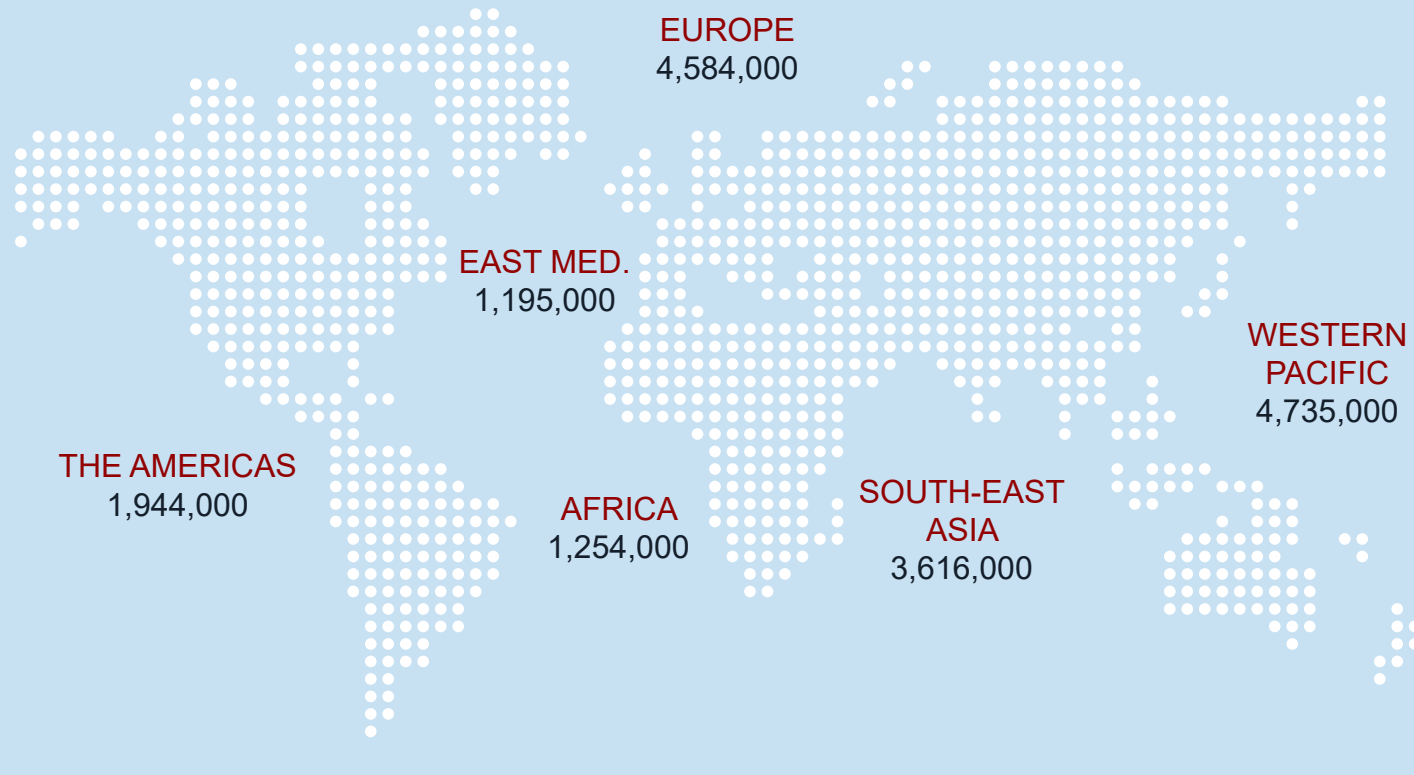 EUROPE
4,584,000
EAST MED.
1,195,000
WESTERN
PACIFIC
4,735,000
THE AMERICAS
1,944,000
AFRICA
1,254,000
SOUTH-EAST
ASIA
3,616,000